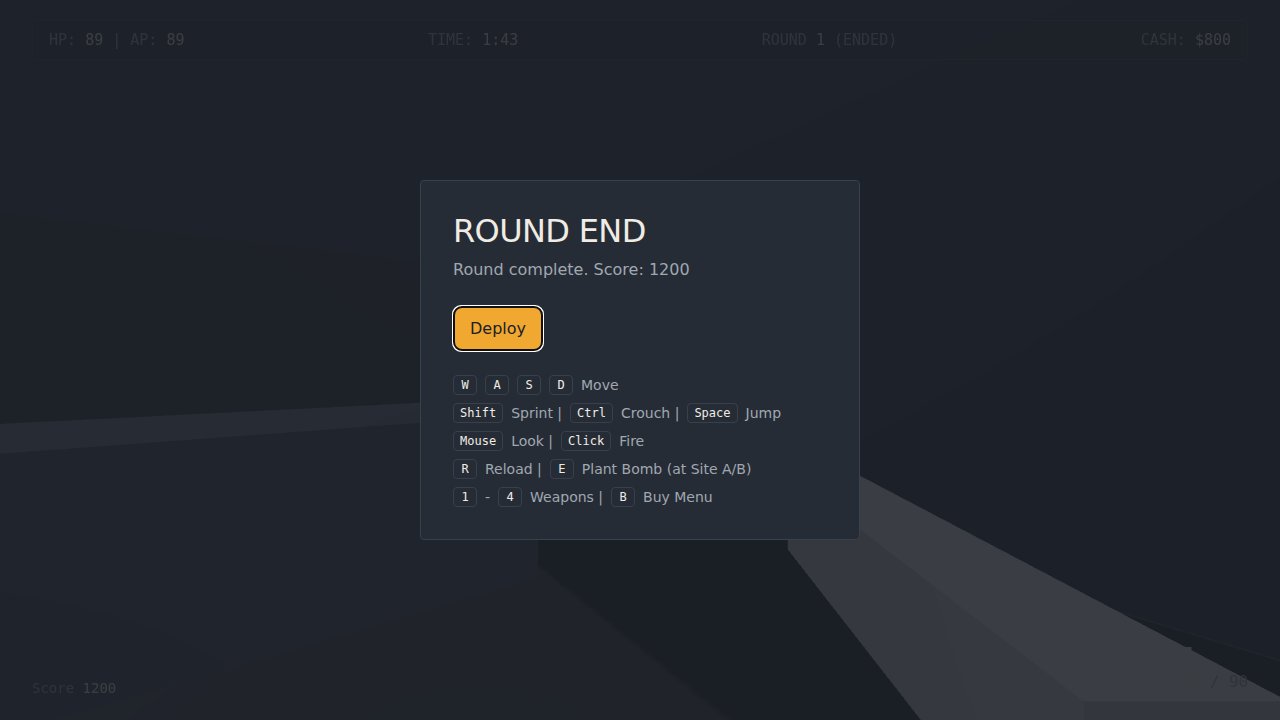 HP: 89 | AP: 89 TIME: 1:43 ROUND 1 (ENDED) CASH: $800
ROUND END
Round complete. Score: 1200
Deploy
W A S D Move
Shift Sprint | Ctrl Crouch | Space Jump
Mouse Look | Click Fire
R Reload | E Plant Bomb (at Site A/B)
1 - 4 Weapons | B Buy Menu
Score 1200
/ 90